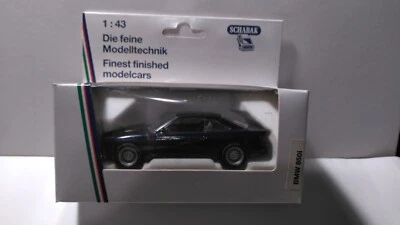 1:43
SCHABAK
Die feine
Modelltechnik
Finest finished
modelcars
BMW 850i